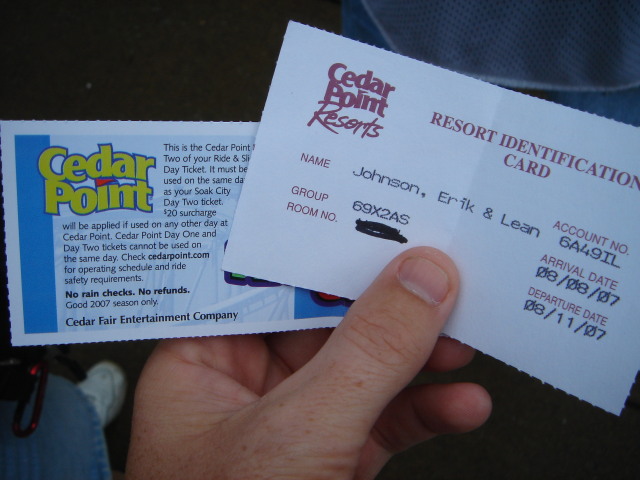 Cedar
Point
This is the Cedar Point
Two of your Ride &
Day Ticket. It must be
used on the same da
as your Soak City
Day Two ticket.
$20 surcharge
will be applied if used on any other day at
Cedar Point. Cedar Point Day One and
Day Two tickets cannot be used on
the same day. Check cedarpoint.com
for operating schedule and ride
safety requirements.
No rain checks. No refunds.
Good 2007 season only.
Cedar Fair Entertainment Company
Cedar
Point
Resorts
RESORT IDENTIFICATION
CARD
NAME Johnson, Erik & Lean
GROUP 69X2AS
ROOM NO.
ACCOUNT NO.
6A49IL
ARRIVAL DATE
08/08/07
DEPARTURE DATE
08/11/07